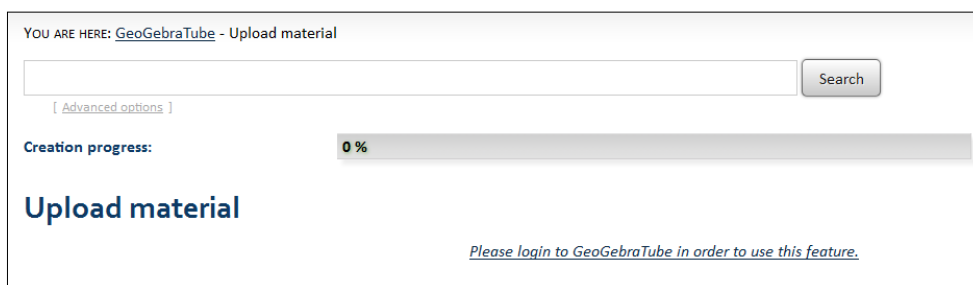 YOU ARE HERE: GeoGebraTube - Upload material
Search
[ Advanced options ]
Creation progress: 0 %
Upload material
Please login to GeoGebraTube in order to use this feature.